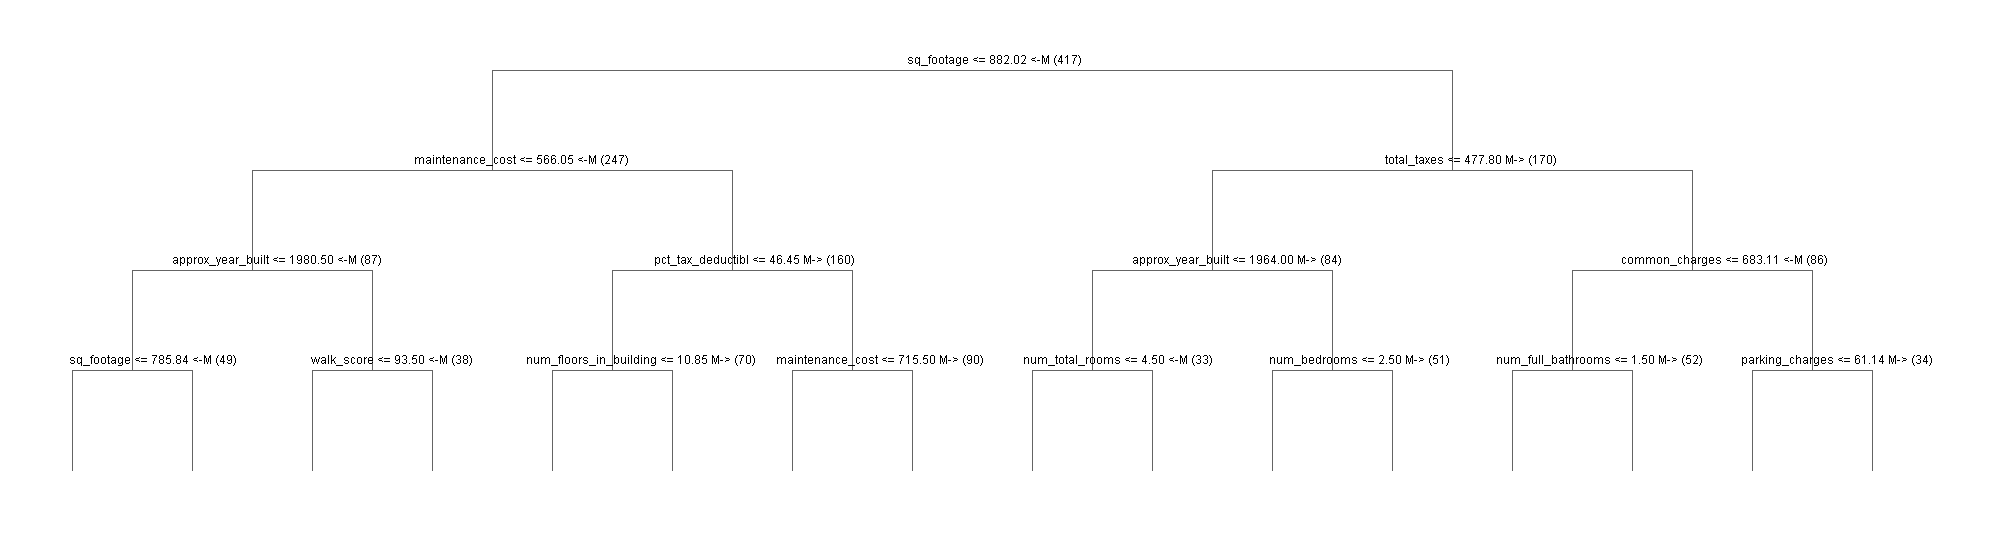 sq_footage <= 882.02 <-M (417)
maintenance_cost <= 566.05 <-M (247)
total_taxes <= 477.80 M-> (170)
approx_year_built <= 1980.50 <-M (87)
pct_tax_deductibl <= 46.45 M-> (160)
approx_year_built <= 1964.00 M-> (84)
common_charges <= 683.11 <-M (86)
sq_footage <= 785.84 <-M (49)
walk_score <= 93.50 <-M (38)
num_floors_in_building <= 10.85 M-> (70)
maintenance_cost <= 715.50 M-> (90)
num_total_rooms <= 4.50 <-M (33)
num_bedrooms <= 2.50 M-> (51)
num_full_bathrooms <= 1.50 M-> (52)
parking_charges <= 61.14 M-> (34)